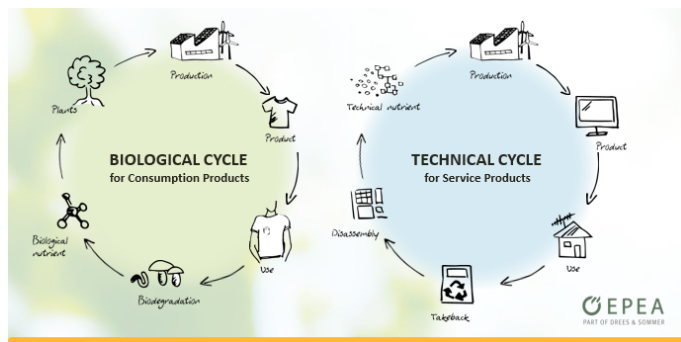 Production
Plants
Product
BIOLOGICAL CYCLE
for Consumption Products
Biological
nutrient
Use
Biodegradation
Production
Technical nutrient
Product
TECHNICAL CYCLE
for Service Products
Disassembly
Use
Takeback
EPEA
PART OF DREES & SOMMER